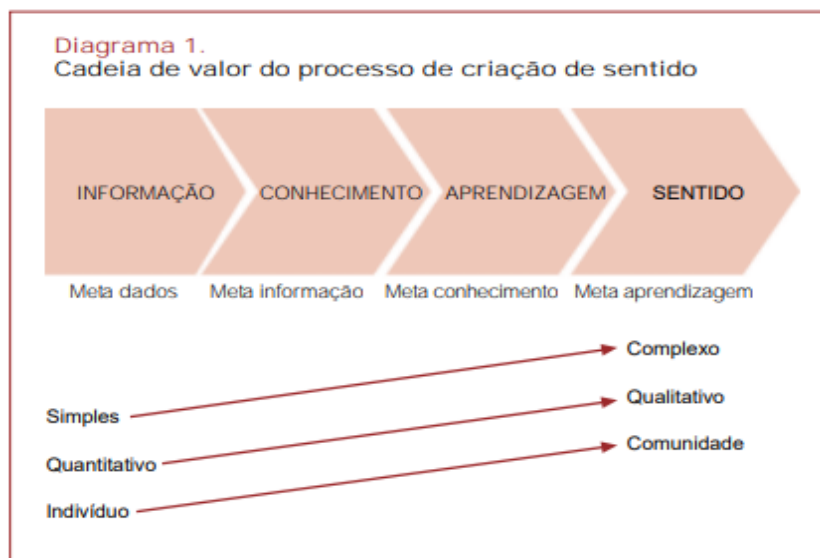 Diagrama 1.
Cadeia de valor do processo de criação de sentido
INFORMAÇÃO CONHECIMENTO APRENDIZAGEM SENTIDO
Meta dados Meta informação Meta conhecimento Meta aprendizagem
Complexo
Simples
Qualitativo
Quantitativo
Comunidade
Indivíduo